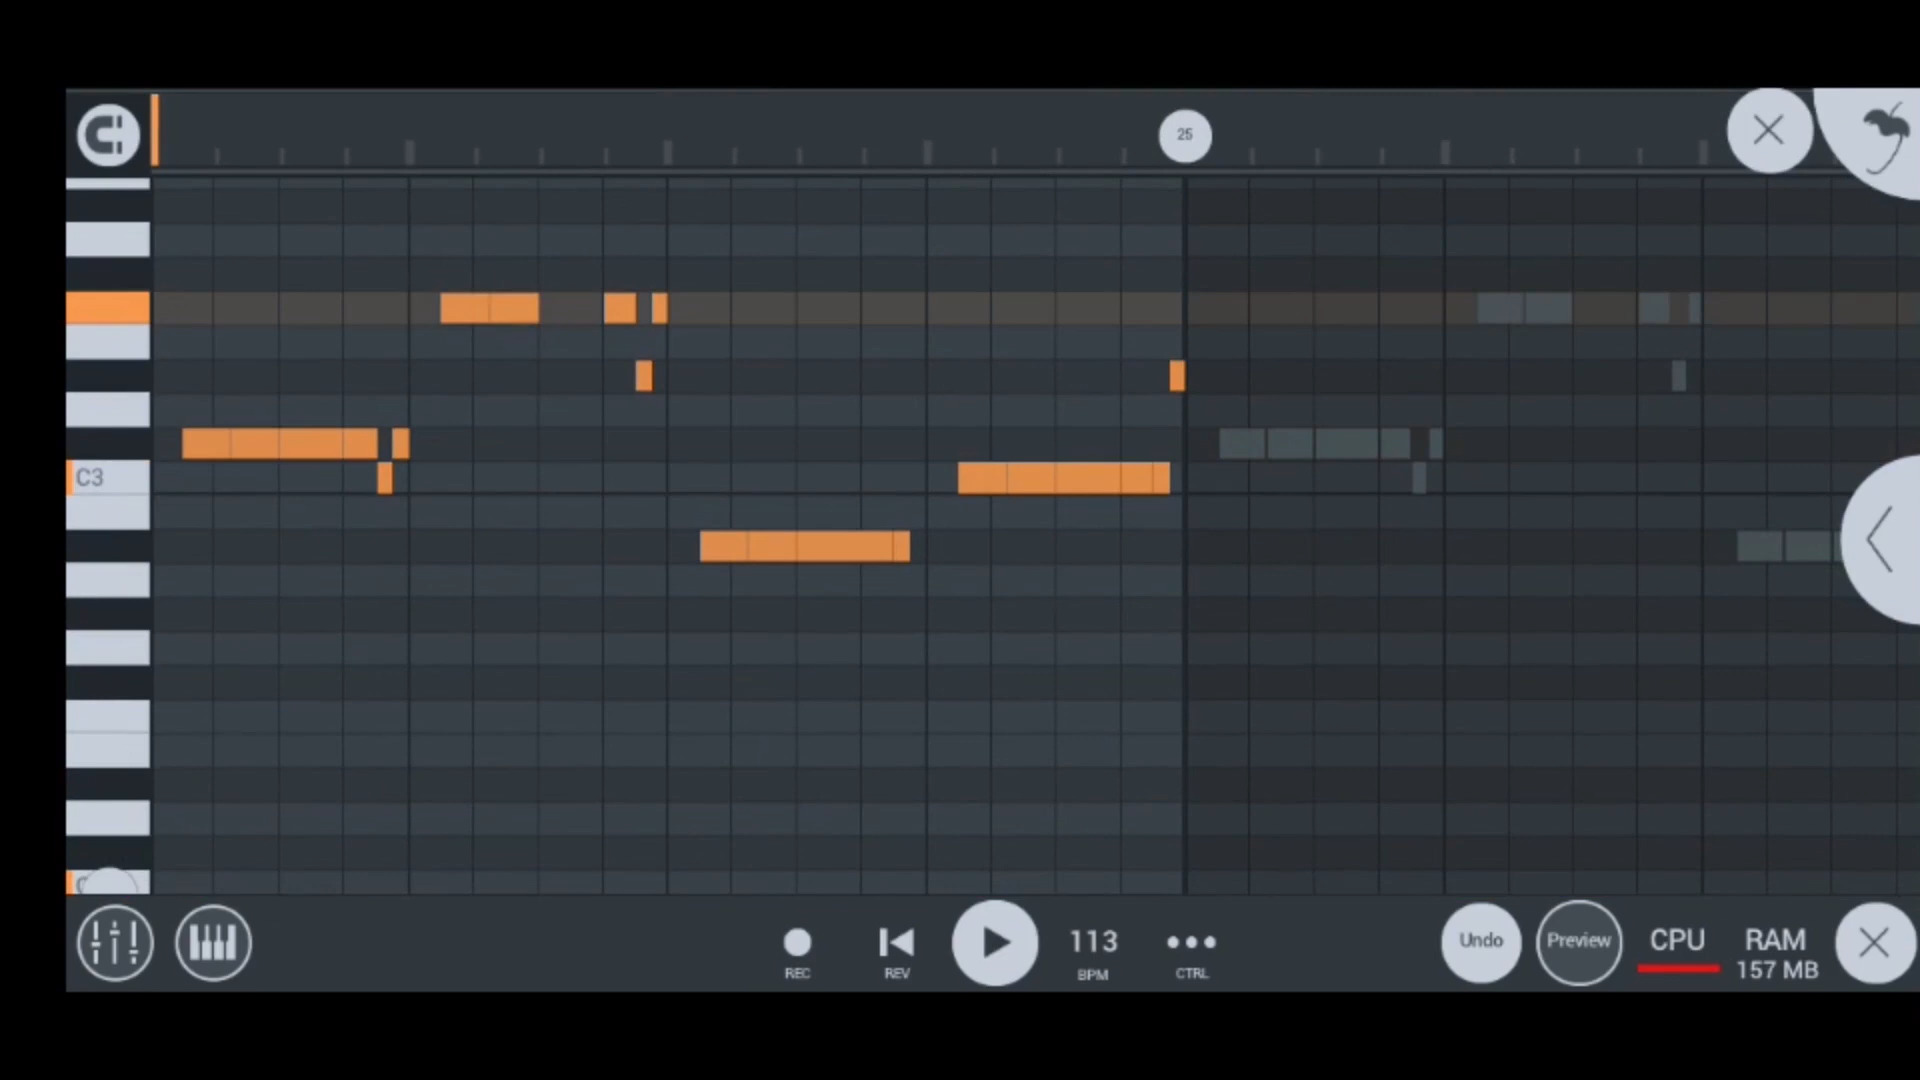 25
C3
REC
REV
113
BPM
CTRL
Undo
Preview
CPU
RAM
157 MB